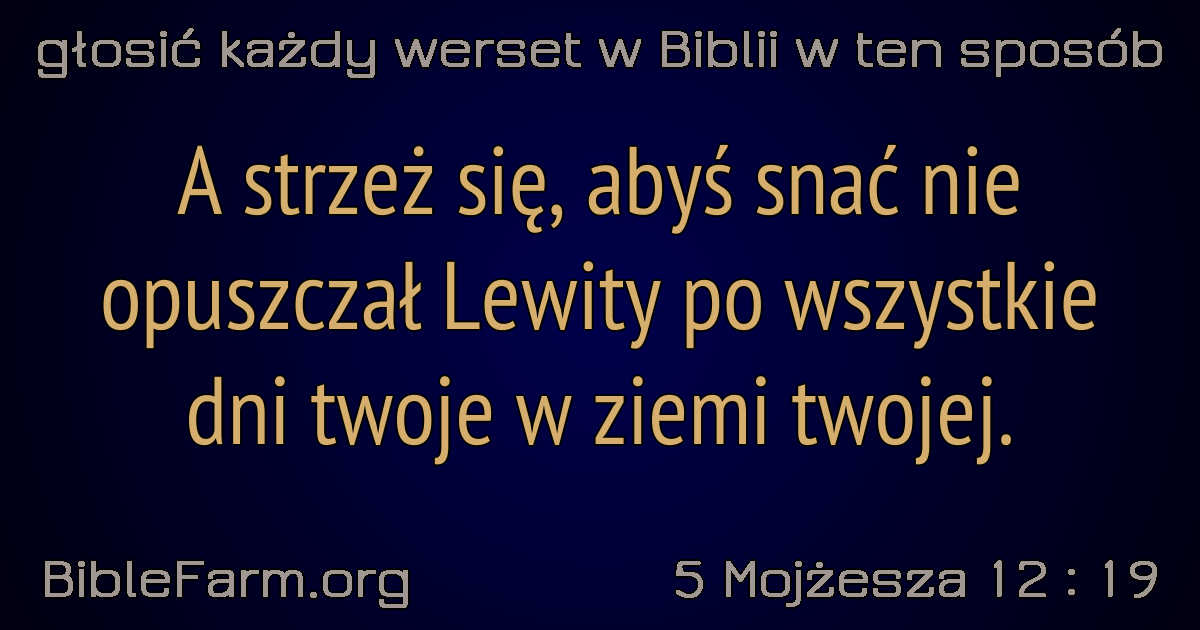 głosić każdy werset w Biblii w ten sposób
A strzeż się, abyś snać nie
opuszczał Lewity po wszystkie
dni twoje w ziemi twojej.
BibleFarm.org
5 Mojżesza 12 : 19